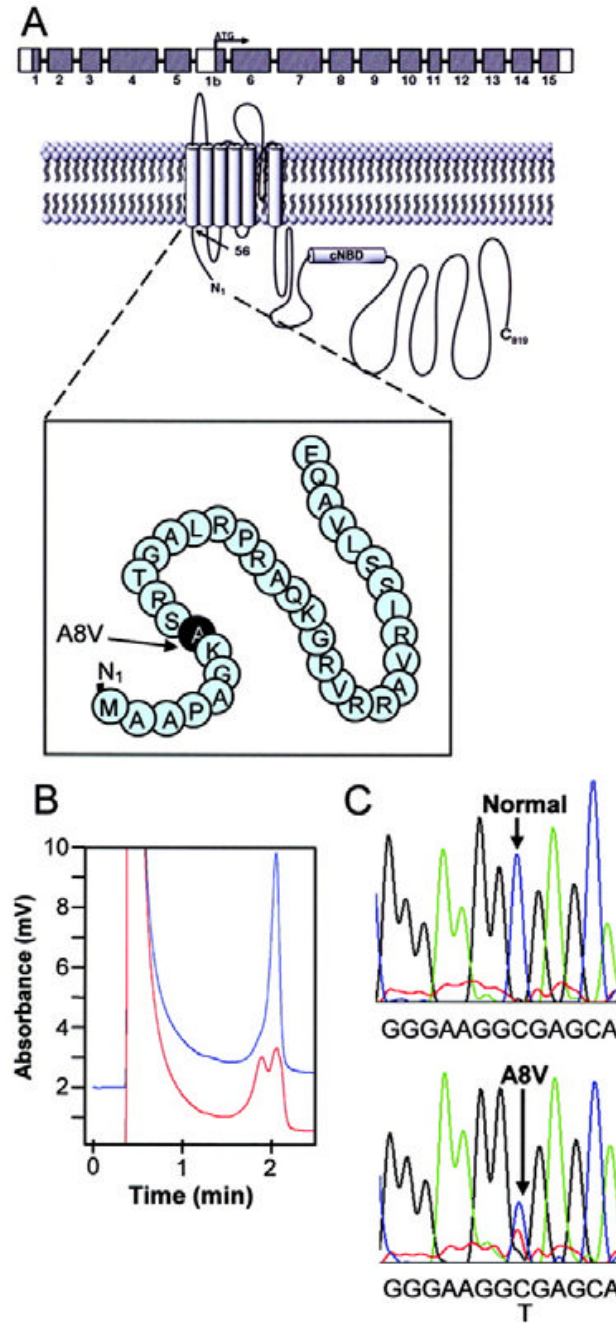 A
ATG
1 2 3 4 5 1b 6 7 8 9 10 11 12 13 14 15
56
cNBD
N1
C819
E
Q
A
V
L
S
S
I
R
V
A
R
R
V
R
G
K
Q
A
R
P
R
L
A
G
T
R
S
A
K
G
A
P
A
A
M
A8V
N1
B
Absorbance (mV)
10
8
6
4
2
0 1 2
Time (min)
C
Normal
GGGAAGGCGAGCA
A8V
GGGAAGGCGAGCA
T